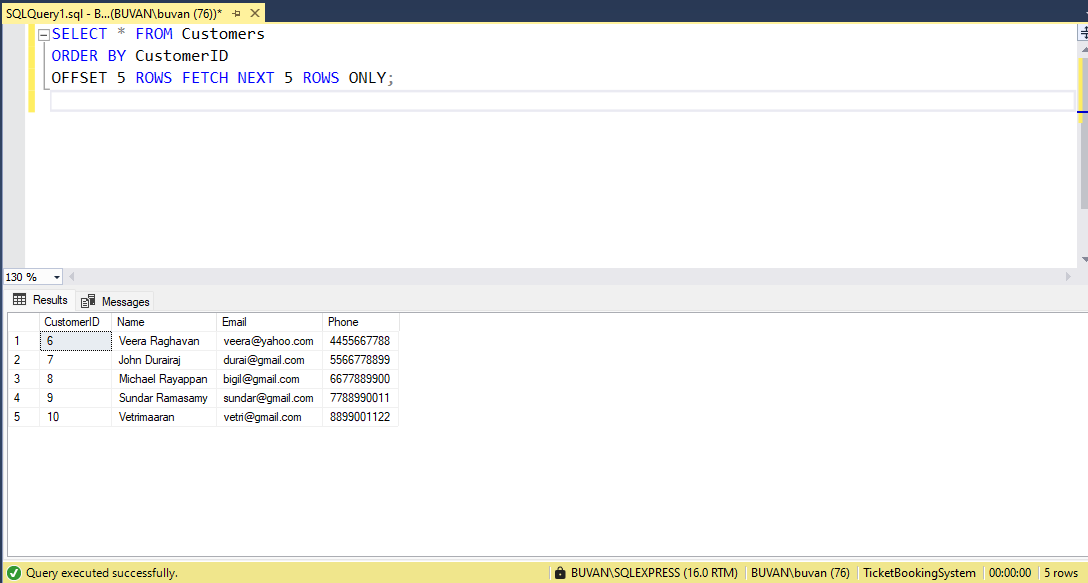 SQLQuery1.sql - B...(BUVAN\buvan (76))*
SELECT * FROM Customers
ORDER BY CustomerID
OFFSET 5 ROWS FETCH NEXT 5 ROWS ONLY;
130 %
Results Messages
CustomerID Name Email Phone
1 6 Veera Raghavan veera@yahoo.com 4455667788
2 7 John Durairaj durai@gmail.com 5566778899
3 8 Michael Rayappan bigil@gmail.com 6677889900
4 9 Sundar Ramasamy sundar@gmail.com 7788990011
5 10 Vetrimaaran vetri@gmail.com 8899001122
Query executed successfully. BUVAN\SQLEXPRESS (16.0 RTM) BUVAN\buvan (76) TicketBookingSystem 00:00:00 5 rows